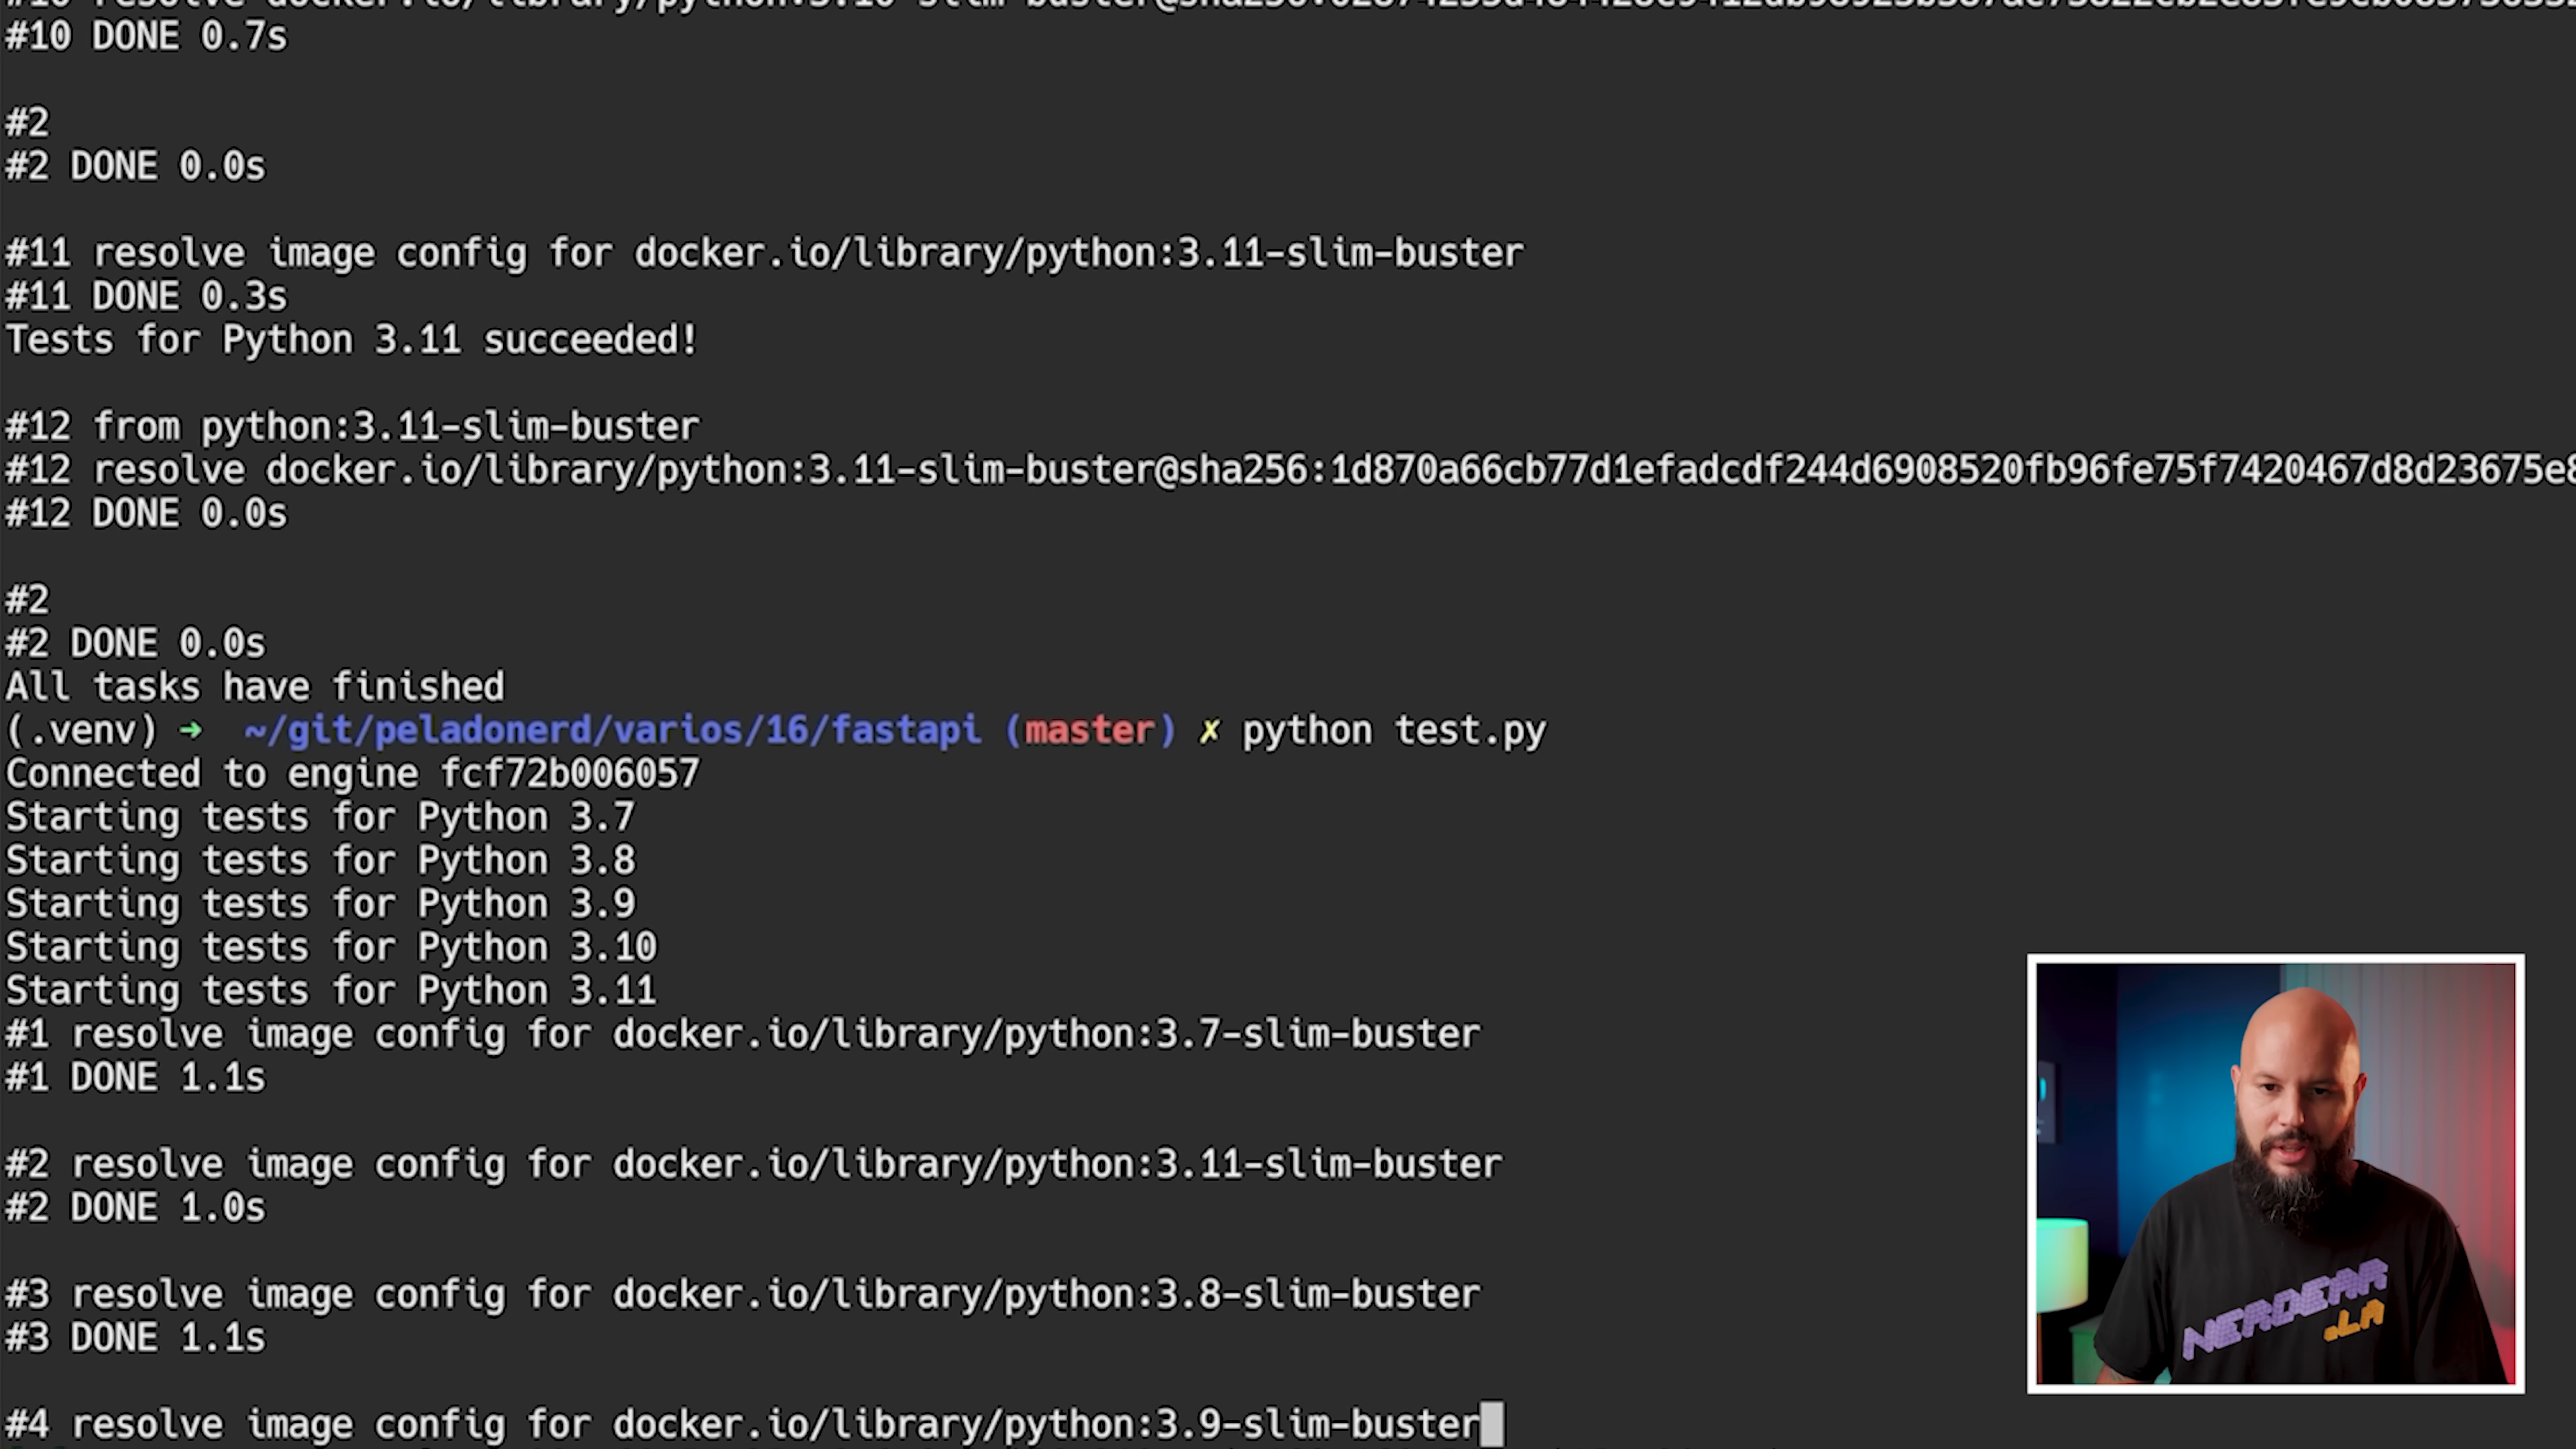 #10 DONE 0.7s
#2
#2 DONE 0.0s
#11 resolve image config for docker.io/library/python:3.11-slim-buster
#11 DONE 0.3s
Tests for Python 3.11 succeeded!
#12 from python:3.11-slim-buster
#12 resolve docker.io/library/python:3.11-slim-buster@sha256:1d870a66cb77d1efadcdf244d6908520fb96fe75f7420467d8d23675e8
#12 DONE 0.0s
#2
#2 DONE 0.0s
All tasks have finished
(.venv) ➜ ~/git/peladonerd/varios/16/fastapi (master) ✗ python test.py
Connected to engine fcf72b006057
Starting tests for Python 3.7
Starting tests for Python 3.8
Starting tests for Python 3.9
Starting tests for Python 3.10
Starting tests for Python 3.11
#1 resolve image config for docker.io/library/python:3.7-slim-buster
#1 DONE 1.1s
#2 resolve image config for docker.io/library/python:3.11-slim-buster
#2 DONE 1.0s
#3 resolve image config for docker.io/library/python:3.8-slim-buster
#3 DONE 1.1s
#4 resolve image config for docker.io/library/python:3.9-slim-buster
NERDEAR
.LA